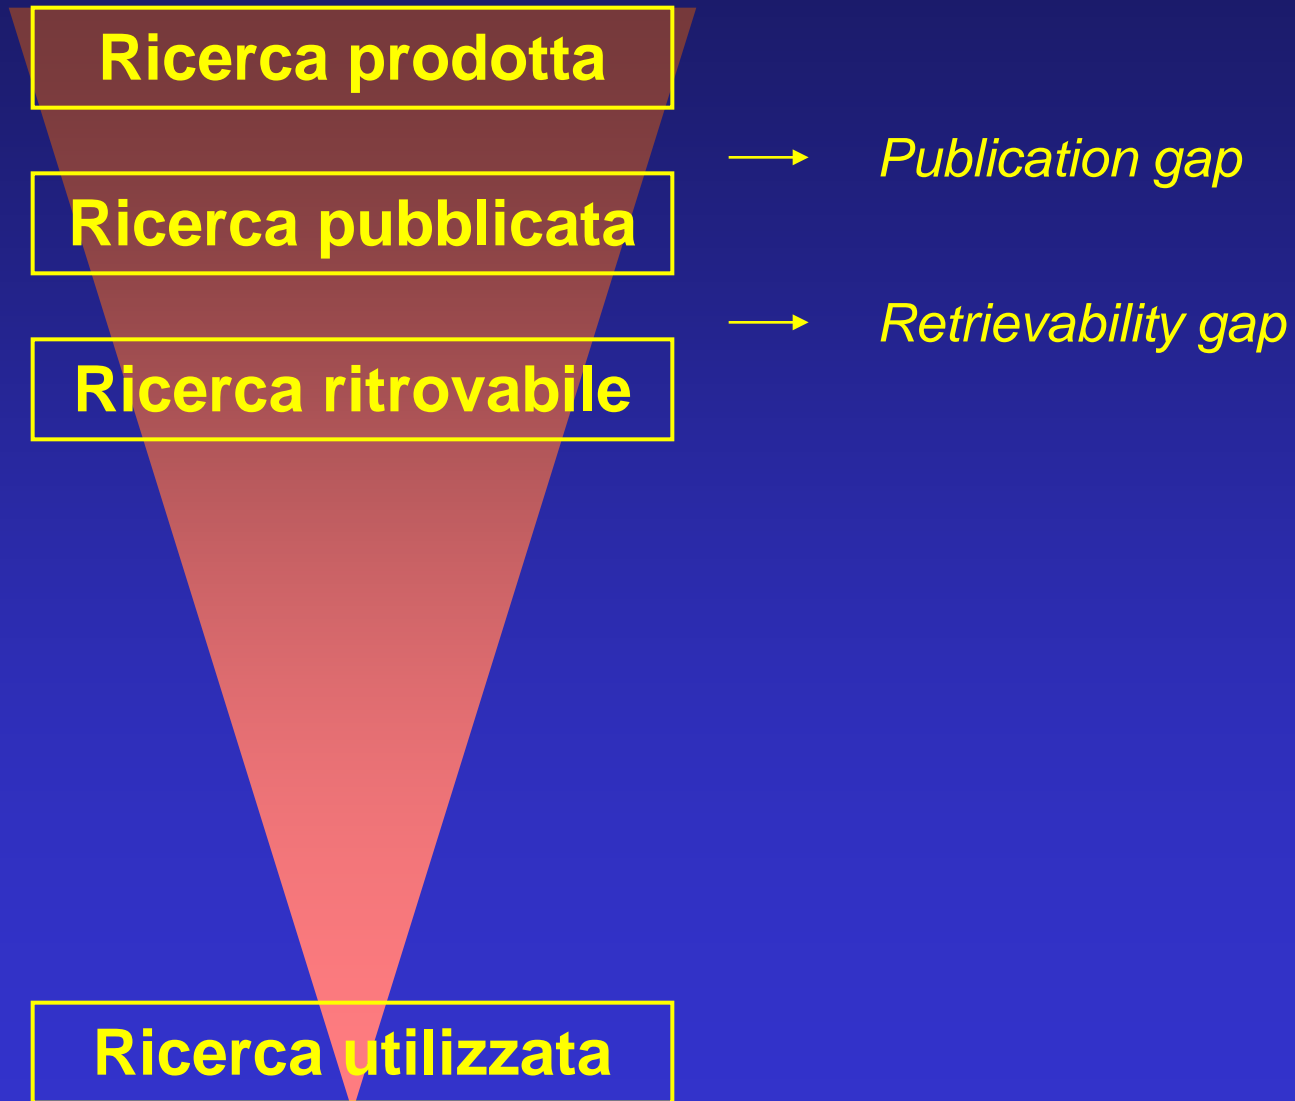 Ricerca prodotta
Publication gap
Ricerca pubblicata
Retrievability gap
Ricerca ritrovabile
Ricerca utilizzata